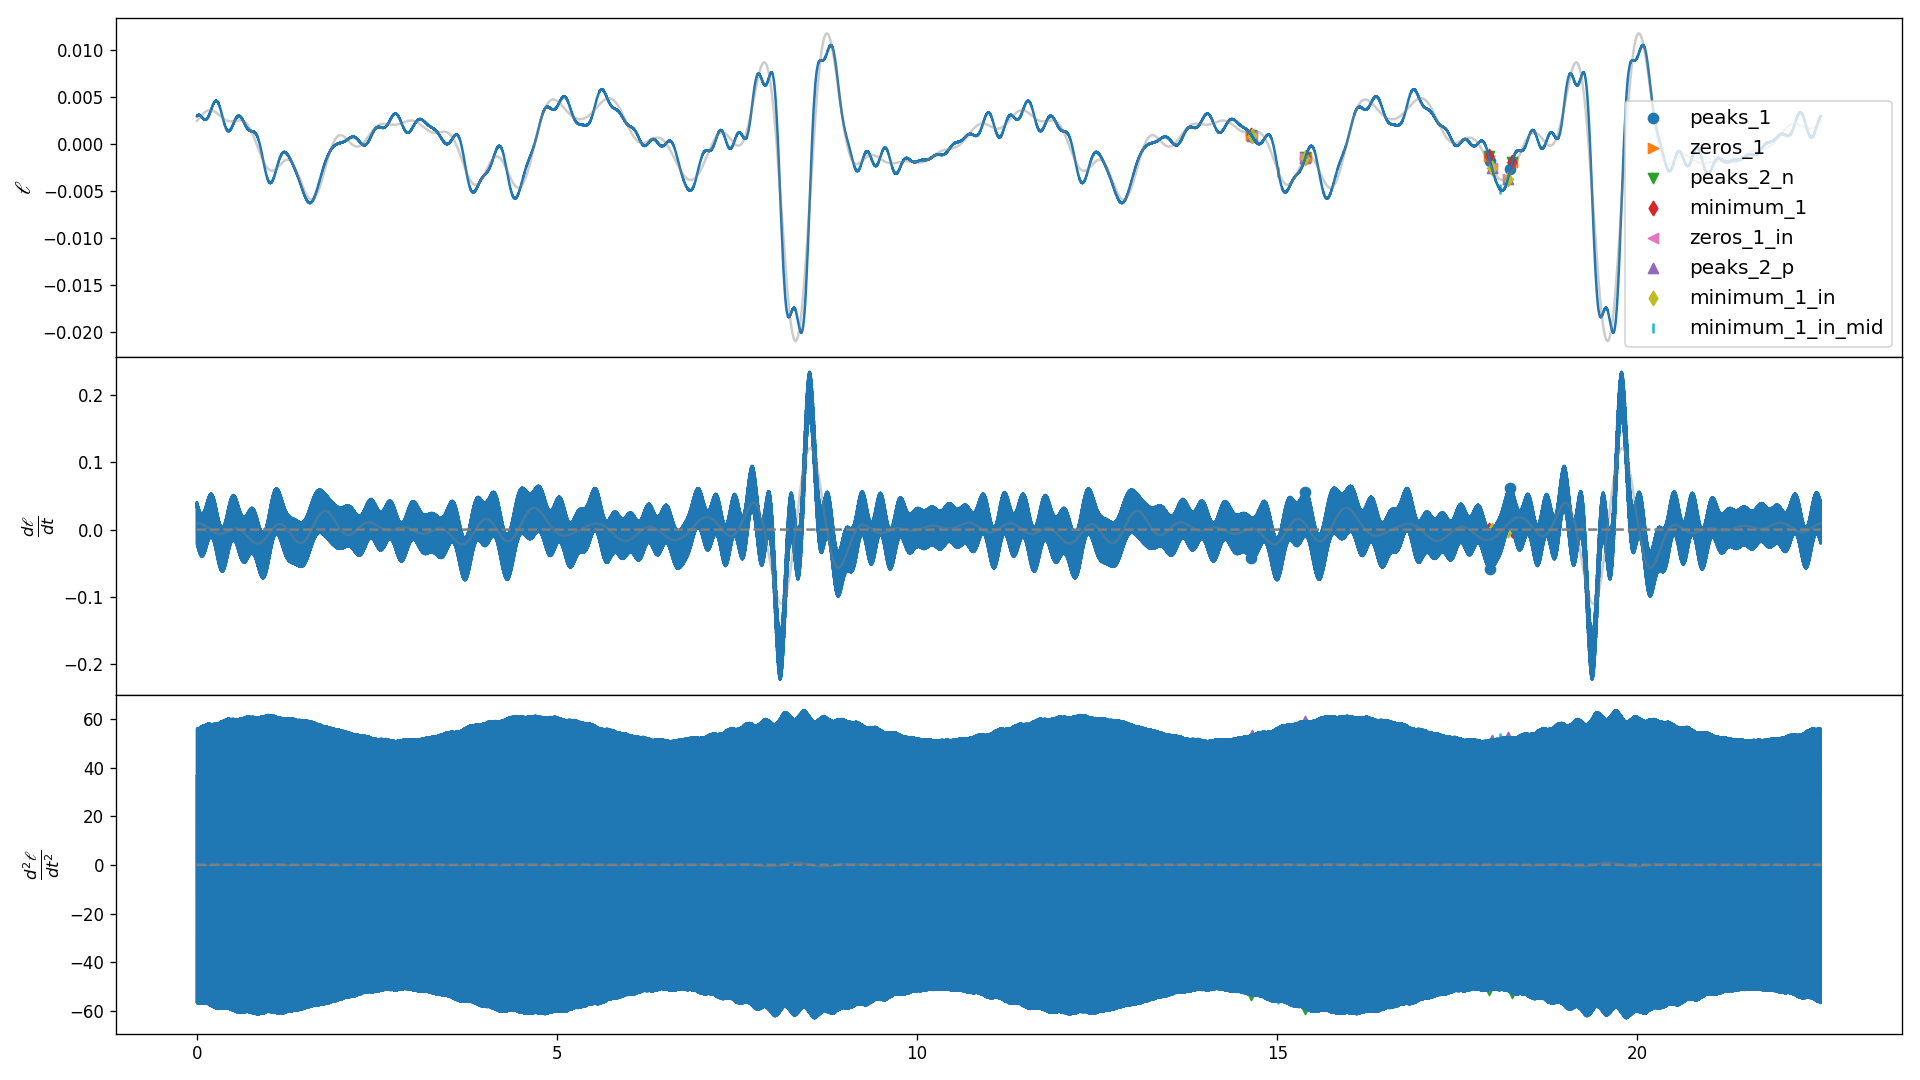 0.010
0.005
0.000
−0.005
−0.010
−0.015
−0.020
ℓ
peaks_1
zeros_1
peaks_2_n
minimum_1
zeros_1_in
peaks_2_p
minimum_1_in
minimum_1_in_mid
0.2
0.1
0.0
−0.1
−0.2
dℓ
dt
60
40
20
0
−20
−40
−60
d²ℓ
dt²
0 5 10 15 20